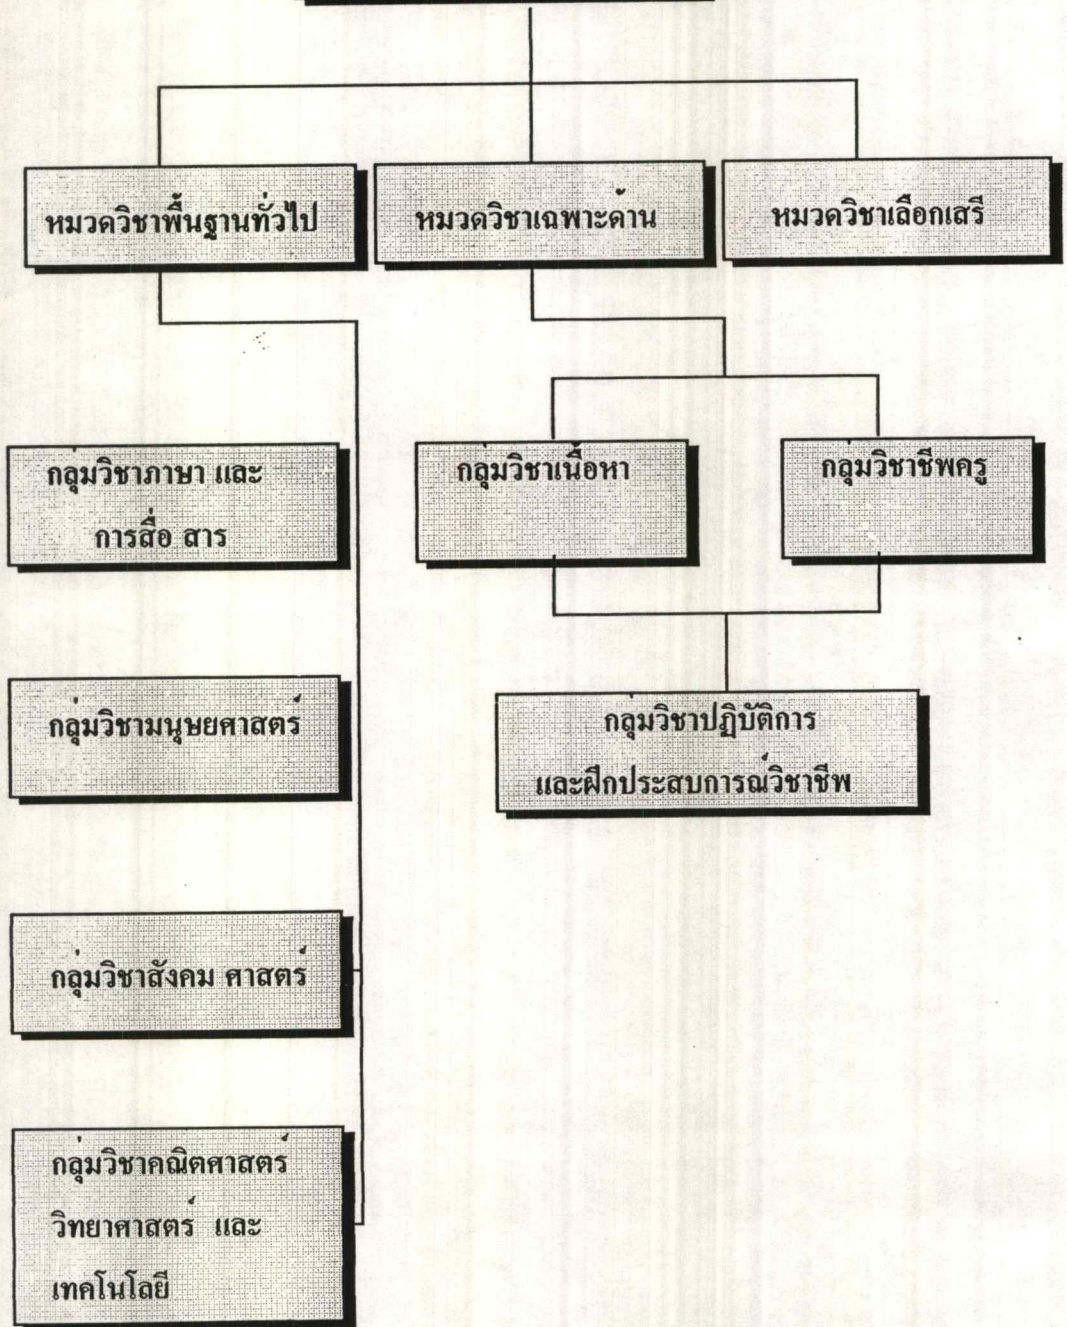 หมวดวิชาพื้นฐานทั่วไป
หมวดวิชาเฉพาะด้าน
หมวดวิชาเลือกเสรี
กลุ่มวิชาภาษา และ
การสื่อ สาร
กลุ่มวิชาเนื้อหา
กลุ่มวิชาชีพครู
กลุ่มวิชามนุษยศาสตร์
กลุ่มวิชาปฏิบัติการ
และฝึกประสบการณ์วิชาชีพ
กลุ่มวิชาสังคม ศาสตร์
กลุ่มวิชาคณิตศาสตร์
วิทยาศาสตร์ และ
เทคโนโลยี